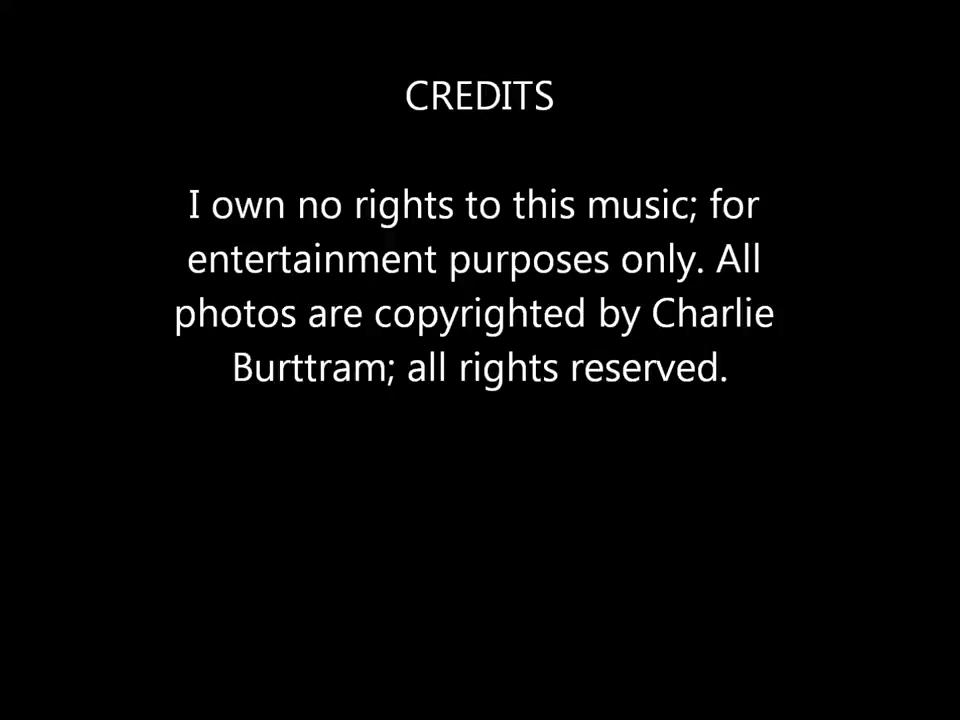 CREDITS
I own no rights to this music; for
entertainment purposes only. All
photos are copyrighted by Charlie
Burttram; all rights reserved.